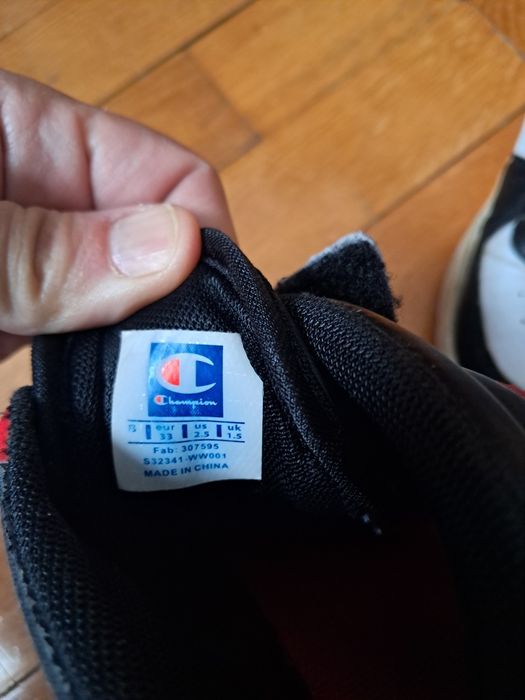 Champion
B eur us uk
33 2.5 1.5
Fab: 307595
S32341-WW001
MADE IN CHINA